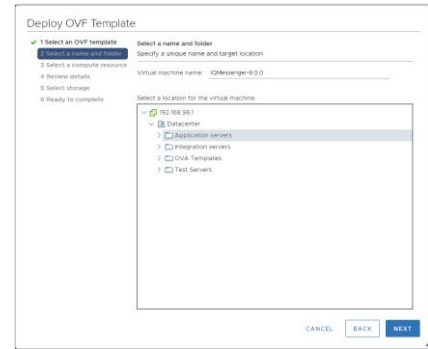 Deploy OVF Template
1 Select an OVF template
2 Select a name and folder
3 Select a compute resource
4 Review details
5 Select storage
6 Ready to complete
Select a name and folder
Specify a unique name and target location
Virtual machine name: IQMessenger-9.0.0
Select a location for the virtual machine.
192.168.98.1
Datacenter
Application servers
Integration servers
OVA Templates
Test Servers
CANCEL BACK NEXT